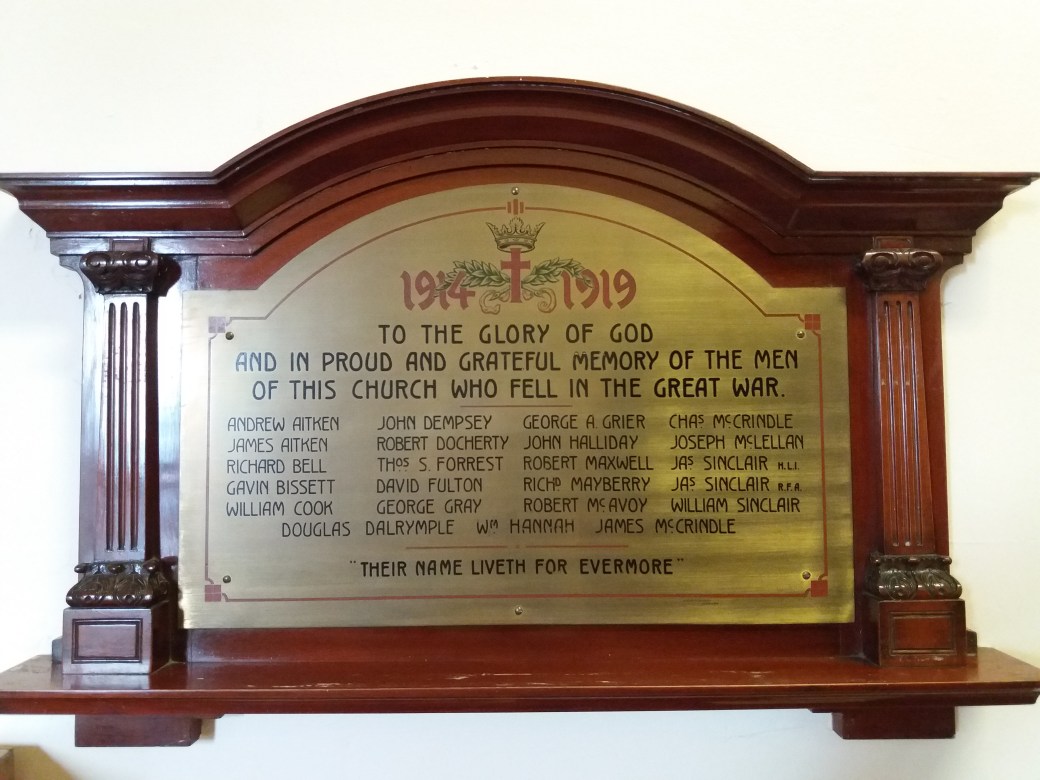 1914 1919
TO THE GLORY OF GOD
AND IN PROUD AND GRATEFUL MEMORY OF THE MEN
OF THIS CHURCH WHO FELL IN THE GREAT WAR.
ANDREW AITKEN JOHN DEMPSEY GEORGE A. GRIER CHAS McCRINDLE
JAMES AITKEN ROBERT DOCHERTY JOHN HALLIDAY JOSEPH McLELLAN
RICHARD BELL THOS S. FORREST ROBERT MAXWELL JAS SINCLAIR H.L.I.
GAVIN BISSETT DAVID FULTON RICHD MAYBERRY JAS SINCLAIR R.F.A.
WILLIAM COOK GEORGE GRAY ROBERT McAVOY WILLIAM SINCLAIR
DOUGLAS DALRYMPLE WM HANNAH JAMES McCRINDLE
"THEIR NAME LIVETH FOR EVERMORE"